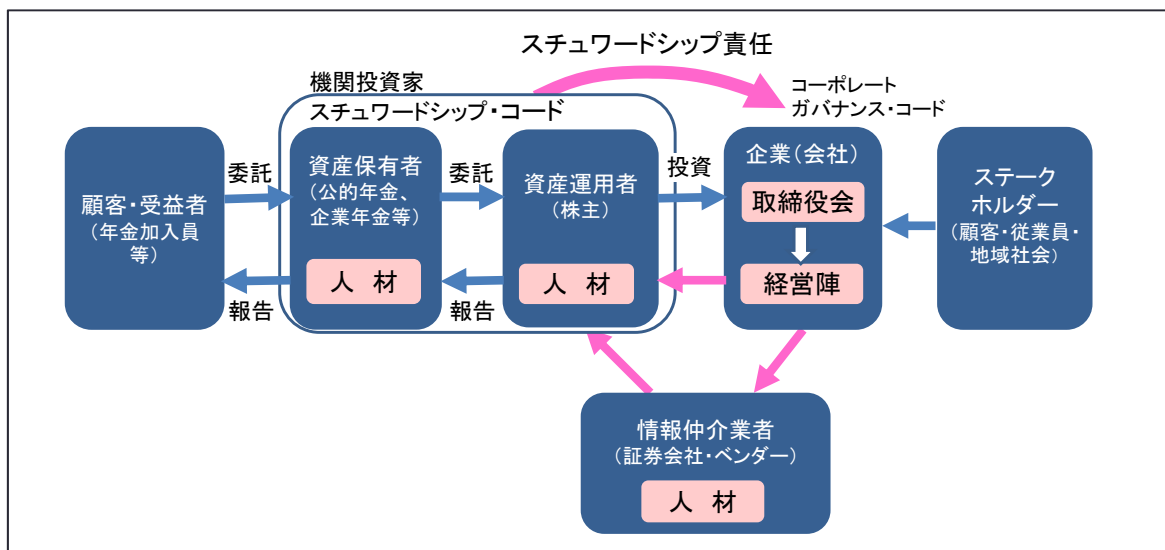 スチュワードシップ責任
機関投資家
スチュワードシップ・コード
コーポレート
ガバナンス・コード
顧客・受益者
（年金加入員
等）
委託
報告
資産保有者
（公的年金、
企業年金等）
人 材
委託
報告
資産運用者
（株主）
人 材
投資
企業（会社）
取締役会
経営陣
ステーク
ホルダー
（顧客・従業員・
地域社会）
情報仲介業者
（証券会社・ベンダー）
人 材